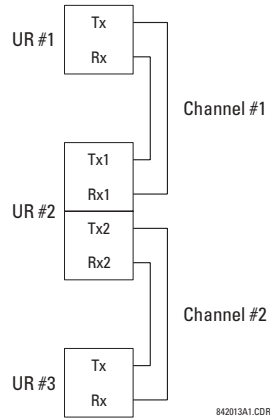 UR #1
Tx
Rx
Channel #1
UR #2
Tx1
Rx1
Tx2
Rx2
Channel #2
UR #3
Tx
Rx
842013A1.CDR